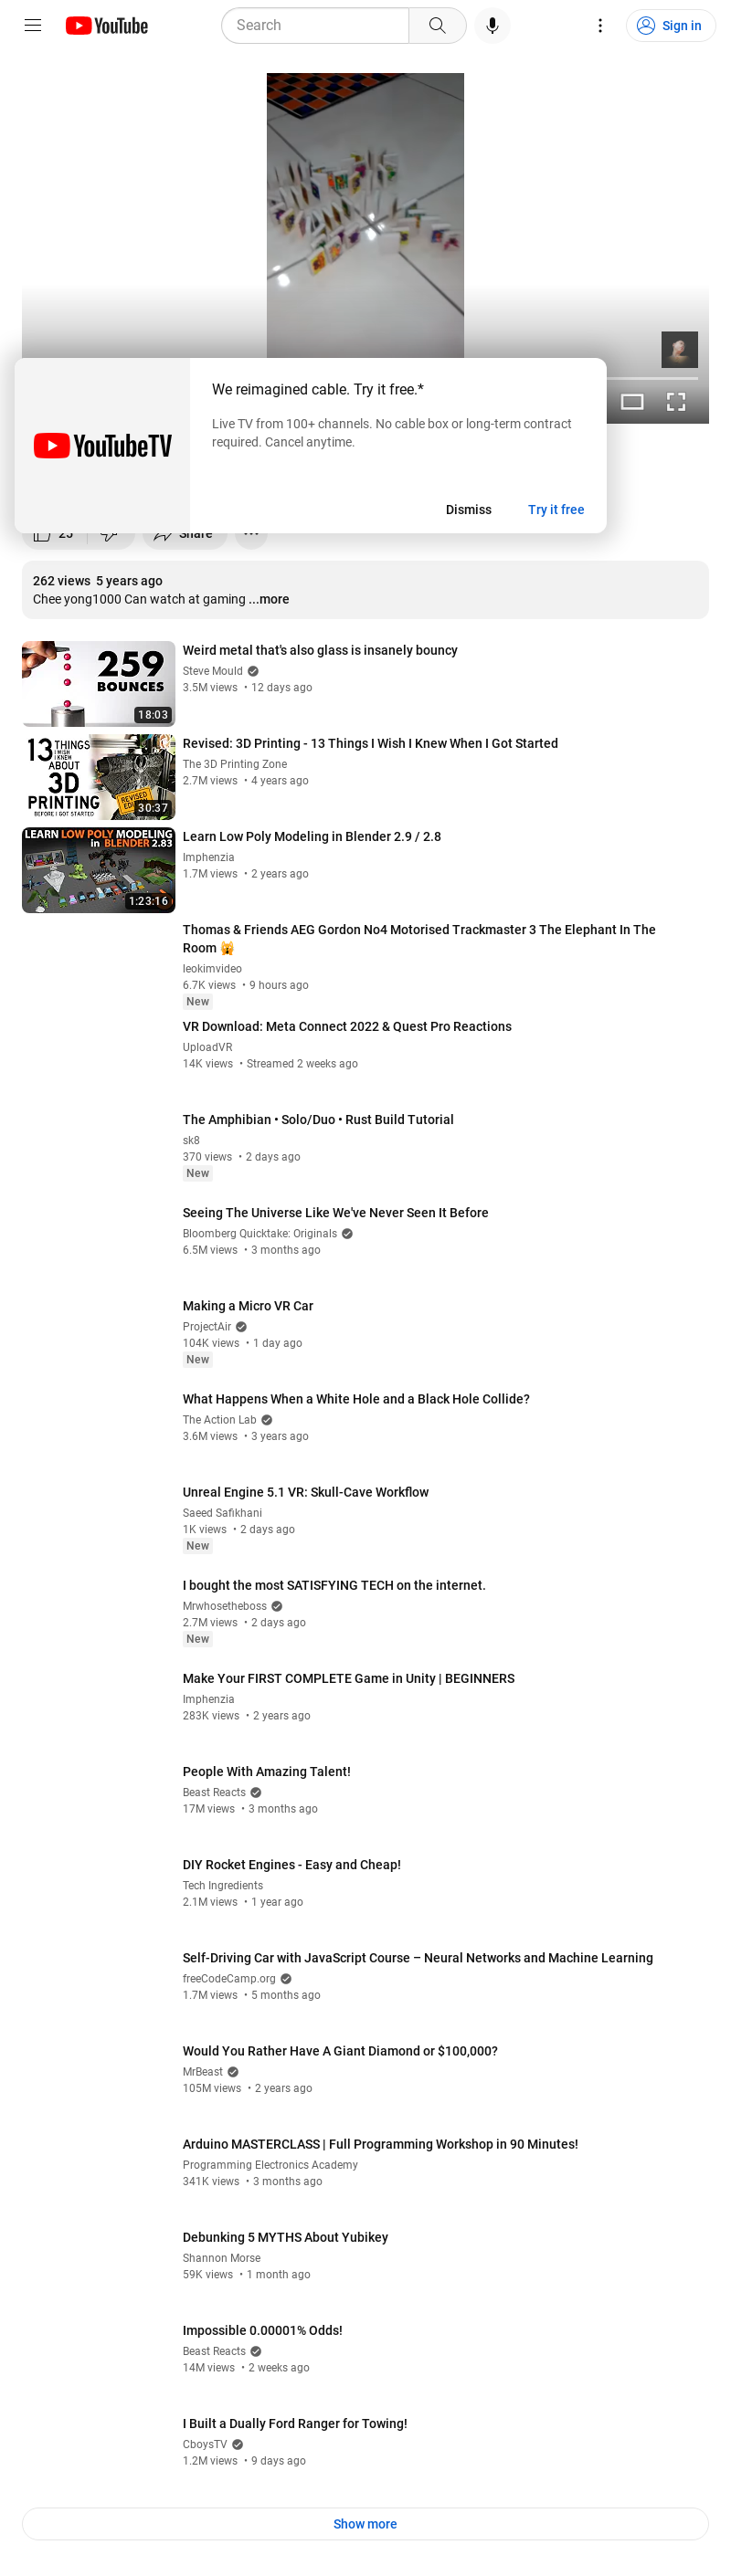 YouTube
Search
Sign in
We reimagined cable. Try it free.*
Live TV from 100+ channels. No cable box or long-term contract
required. Cancel anytime.
YouTubeTV
Dismiss
Try it free
25
Share
262 views 5 years ago
Chee yong1000 Can watch at gaming ...more
259
BOUNCES
18:03
Weird metal that's also glass is insanely bouncy
Steve Mould
3.5M views • 12 days ago
13 THINGS
I WISH I
KNEW
ABOUT
3D
PRINTING
BEFORE I GOT STARTED
REVISED
30:37
Revised: 3D Printing - 13 Things I Wish I Knew When I Got Started
The 3D Printing Zone
2.7M views • 4 years ago
LEARN LOW POLY MODELING
in BLENDER 2.83
1:23:16
Learn Low Poly Modeling in Blender 2.9 / 2.8
Imphenzia
1.7M views • 2 years ago
Thomas & Friends AEG Gordon No4 Motorised Trackmaster 3 The Elephant In The
Room 🙀
leokimvideo
6.7K views • 9 hours ago
New
VR Download: Meta Connect 2022 & Quest Pro Reactions
UploadVR
14K views • Streamed 2 weeks ago
The Amphibian • Solo/Duo • Rust Build Tutorial
sk8
370 views • 2 days ago
New
Seeing The Universe Like We've Never Seen It Before
Bloomberg Quicktake: Originals
6.5M views • 3 months ago
Making a Micro VR Car
ProjectAir
104K views • 1 day ago
New
What Happens When a White Hole and a Black Hole Collide?
The Action Lab
3.6M views • 3 years ago
Unreal Engine 5.1 VR: Skull-Cave Workflow
Saeed Safikhani
1K views • 2 days ago
New
I bought the most SATISFYING TECH on the internet.
Mrwhosetheboss
2.7M views • 2 days ago
New
Make Your FIRST COMPLETE Game in Unity | BEGINNERS
Imphenzia
283K views • 2 years ago
People With Amazing Talent!
Beast Reacts
17M views • 3 months ago
DIY Rocket Engines - Easy and Cheap!
Tech Ingredients
2.1M views • 1 year ago
Self-Driving Car with JavaScript Course – Neural Networks and Machine Learning
freeCodeCamp.org
1.7M views • 5 months ago
Would You Rather Have A Giant Diamond or $100,000?
MrBeast
105M views • 2 years ago
Arduino MASTERCLASS | Full Programming Workshop in 90 Minutes!
Programming Electronics Academy
341K views • 3 months ago
Debunking 5 MYTHS About Yubikey
Shannon Morse
59K views • 1 month ago
Impossible 0.00001% Odds!
Beast Reacts
14M views • 2 weeks ago
I Built a Dually Ford Ranger for Towing!
CboysTV
1.2M views • 9 days ago
Show more